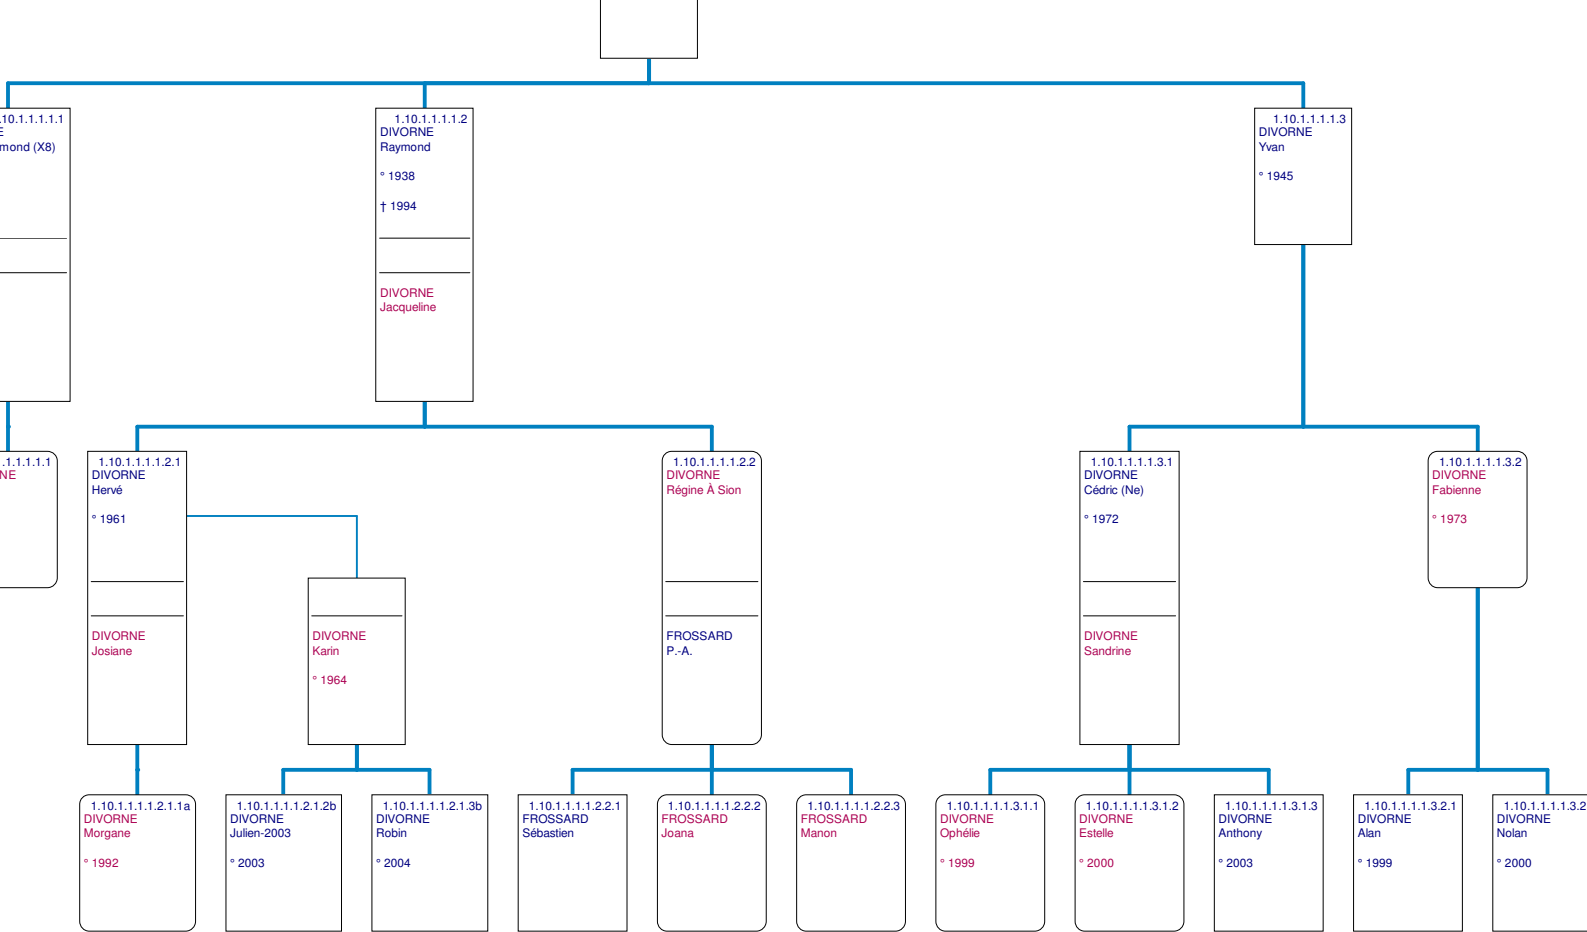 .10.1.1.1.1.1
E
mond (X8)
1.10.1.1.1.1.2
DIVORNE
Raymond
° 1938
† 1994
DIVORNE
Jacqueline
1.10.1.1.1.1.3
DIVORNE
Yvan
° 1945
.1.1.1.1.1
NE
1.10.1.1.1.1.2.1
DIVORNE
Hervé
° 1961
DIVORNE
Josiane
DIVORNE
Karin
° 1964
1.10.1.1.1.1.2.2
DIVORNE
Régine À Sion
FROSSARD
P.-A.
1.10.1.1.1.1.3.1
DIVORNE
Cédric (Ne)
° 1972
DIVORNE
Sandrine
1.10.1.1.1.1.3.2
DIVORNE
Fabienne
° 1973
1.10.1.1.1.1.2.1.1a
DIVORNE
Morgane
° 1992
1.10.1.1.1.1.2.1.2b
DIVORNE
Julien-2003
° 2003
1.10.1.1.1.1.2.1.3b
DIVORNE
Robin
° 2004
1.10.1.1.1.1.2.2.1
FROSSARD
Sébastien
1.10.1.1.1.1.2.2.2
FROSSARD
Joana
1.10.1.1.1.1.2.2.3
FROSSARD
Manon
1.10.1.1.1.1.3.1.1
DIVORNE
Ophélie
° 1999
1.10.1.1.1.1.3.1.2
DIVORNE
Estelle
° 2000
1.10.1.1.1.1.3.1.3
DIVORNE
Anthony
° 2003
1.10.1.1.1.1.3.2.1
DIVORNE
Alan
° 1999
1.10.1.1.1.1.3.2
DIVORNE
Nolan
° 2000